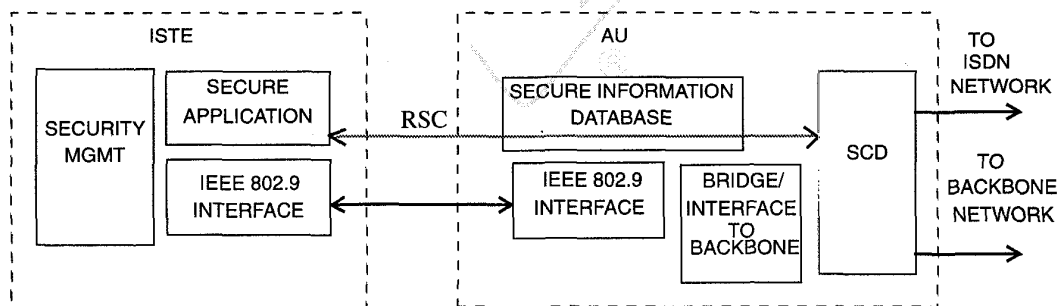 ISTE
AU
TO
ISDN
NETWORK
SECURITY
MGMT
SECURE
APPLICATION
RSC
SECURE INFORMATION
DATABASE
SCD
IEEE 802.9
INTERFACE
IEEE 802.9
INTERFACE
BRIDGE/
INTERFACE
TO
BACKBONE
TO
BACKBONE
NETWORK